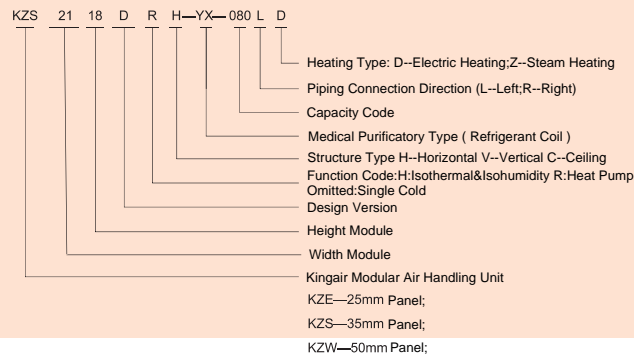 KZS 21 18 D R H—YX—080 L D
Heating Type: D--Electric Heating;Z--Steam Heating
Piping Connection Direction (L--Left;R--Right)
Capacity Code
Medical Purificatory Type ( Refrigerant Coil )
Structure Type H--Horizontal V--Vertical C--Ceiling
Function Code:H:Isothermal&Isohumidity R:Heat Pump
Omitted:Single Cold
Design Version
Height Module
Width Module
Kingair Modular Air Handling Unit
KZE—25mm Panel;
KZS—35mm Panel;
KZW—50mm Panel;